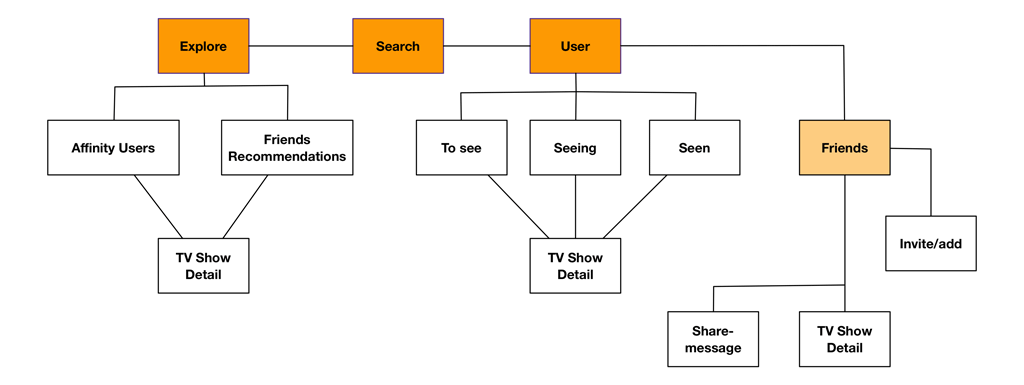 Explore
Search
User
Affinity Users
Friends
Recommendations
To see
Seeing
Seen
Friends
Invite/add
TV Show
Detail
TV Show
Detail
Share-
message
TV Show
Detail